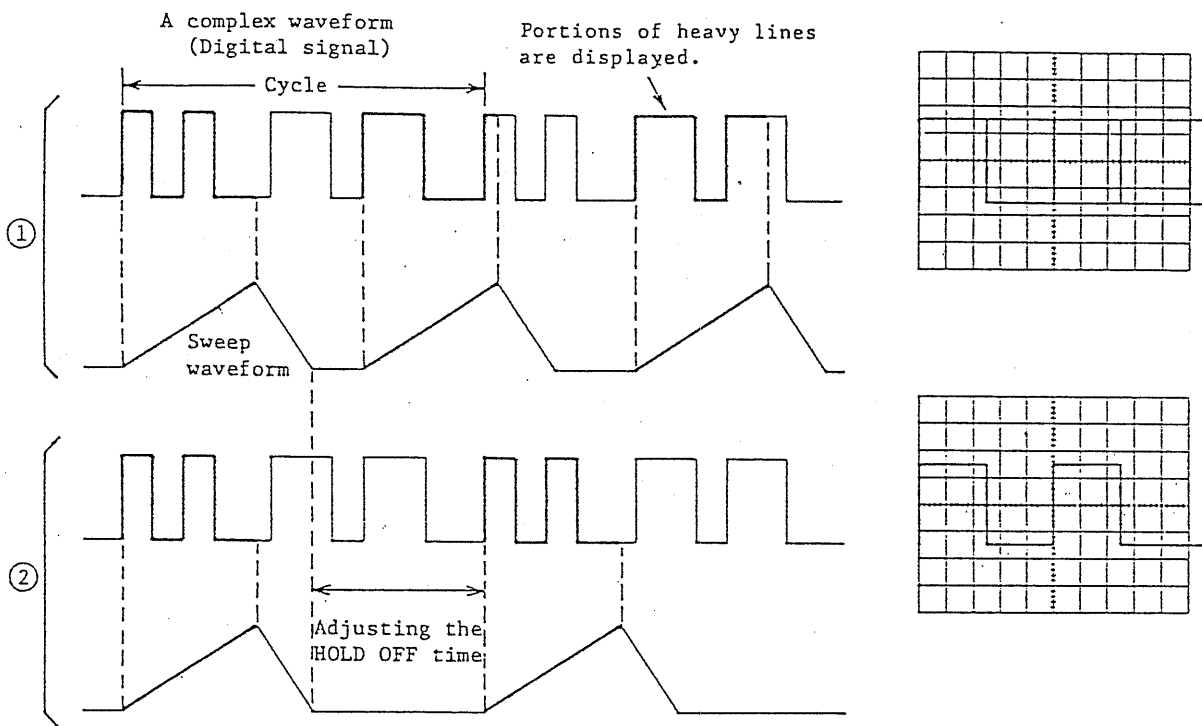 A complex waveform
(Digital signal)
Cycle
Portions of heavy lines
are displayed.
①
Sweep
waveform
②
Adjusting the
HOLD OFF time